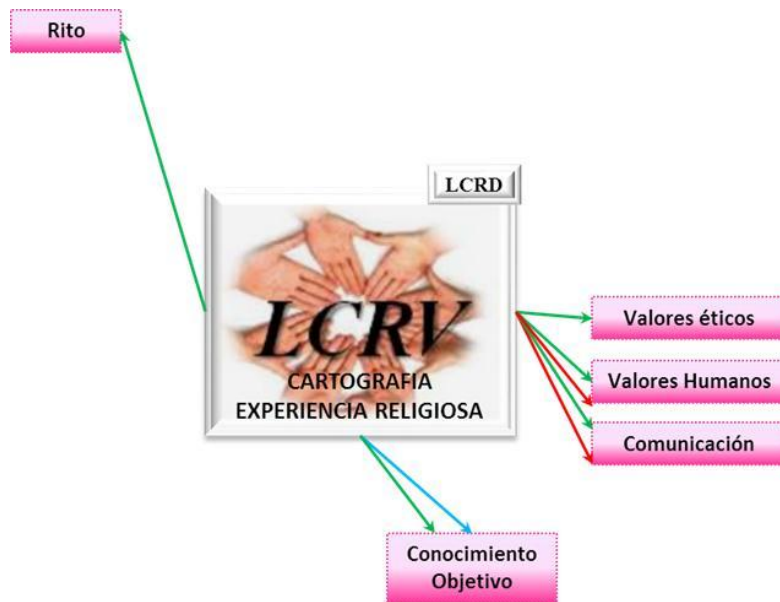 Rito
LCRD
LCRV
CARTOGRAFIA
EXPERIENCIA RELIGIOSA
Valores éticos
Valores Humanos
Comunicación
Conocimiento
Objetivo